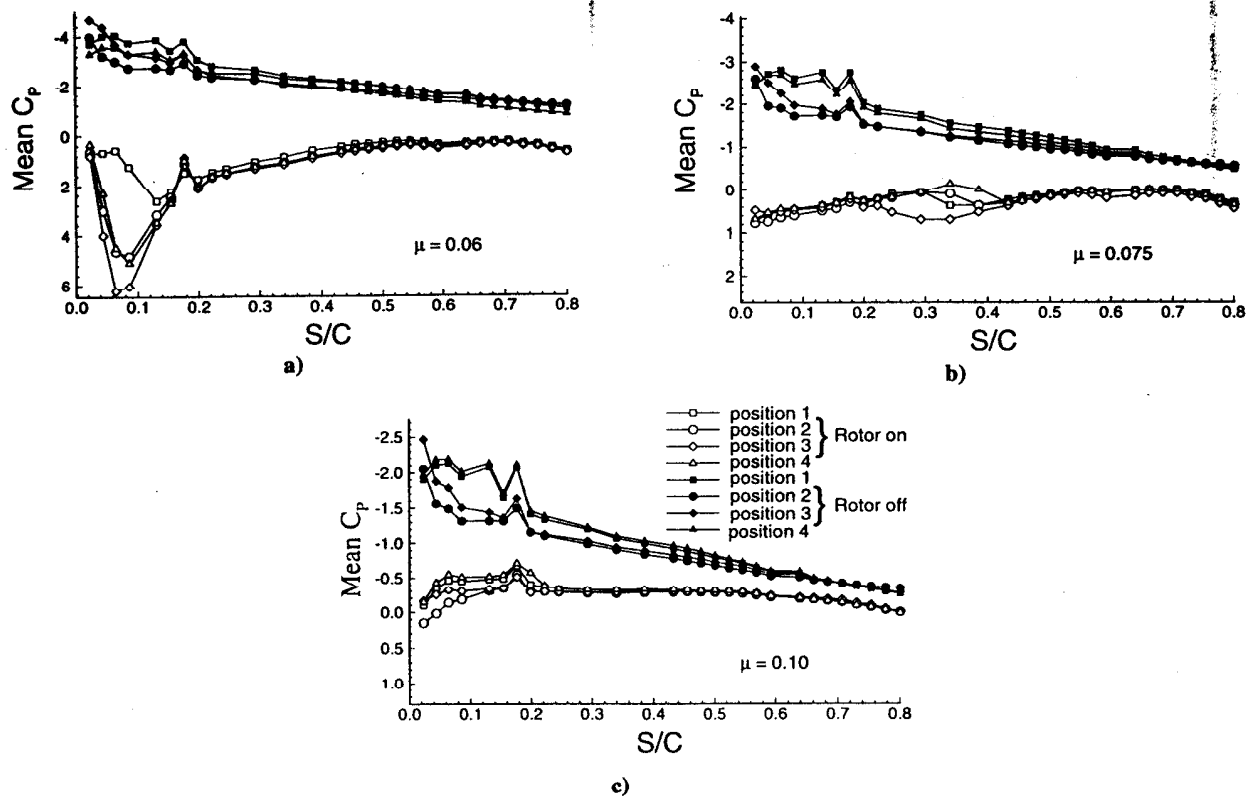 -4
-2
0
2
4
6
Mean Cp
0.0 0.1 0.2 0.3 0.4 0.5 0.6 0.7 0.8
S/C
μ = 0.06
a)
-4
-3
-2
-1
0
1
2
Mean Cp
0.0 0.1 0.2 0.3 0.4 0.5 0.6 0.7 0.8
S/C
μ = 0.075
b)
-2.5
-2.0
-1.5
-1.0
-0.5
0.0
0.5
1.0
Mean Cp
0.0 0.1 0.2 0.3 0.4 0.5 0.6 0.7 0.8
S/C
μ = 0.10
position 1
position 2
position 3
position 4
Rotor on
position 1
position 2
position 3
position 4
Rotor off
c)